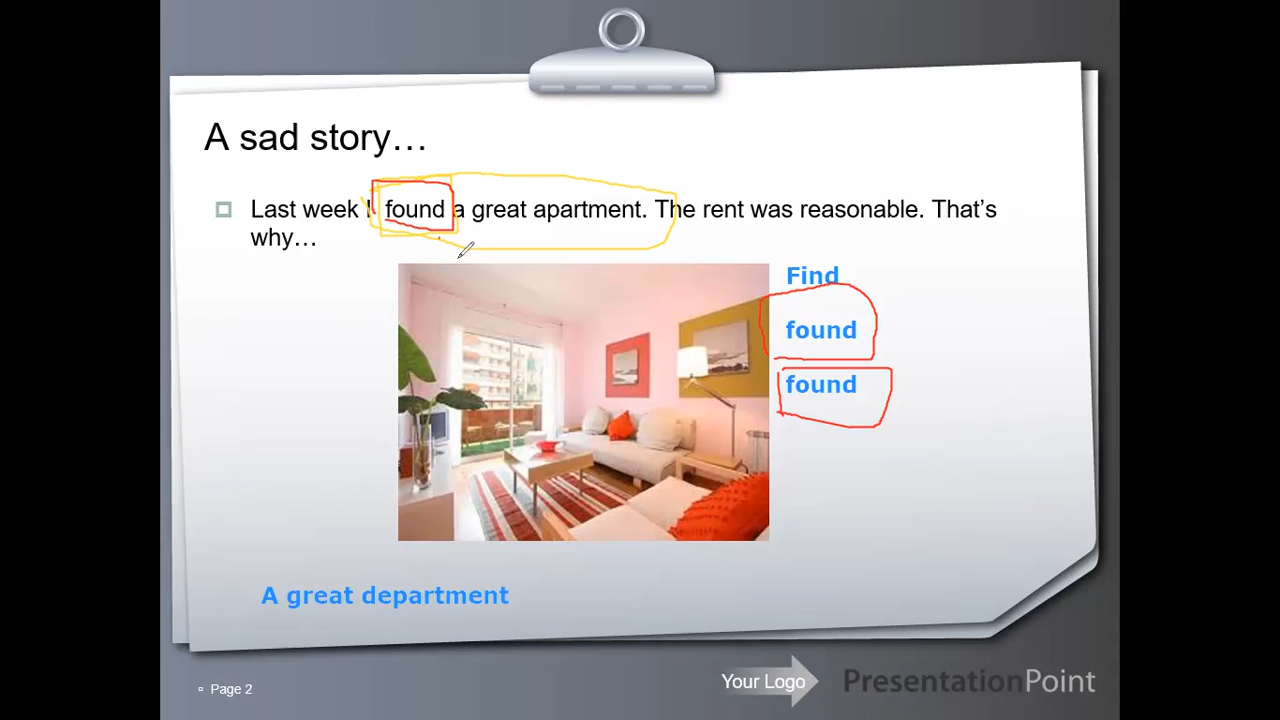 A sad story…
Last week I found a great apartment. The rent was reasonable. That's
why…
Find
found
found
A great department
Page 2
Your Logo
PresentationPoint